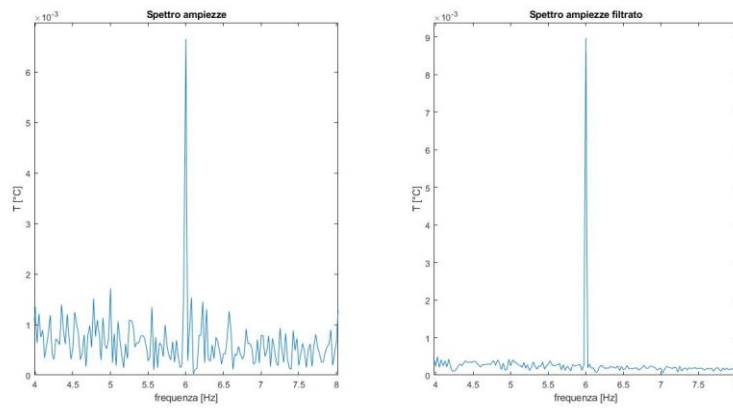 Spettro ampiezze
×10⁻³
6
5
4
3
2
1
0
T [°C]
4 4.5 5 5.5 6 6.5 7 7.5 8
frequenza [Hz]
Spettro ampiezze filtrato
×10⁻³
9
8
7
6
5
4
3
2
1
0
T [°C]
4 4.5 5 5.5 6 6.5 7 7.5
frequenza [Hz]